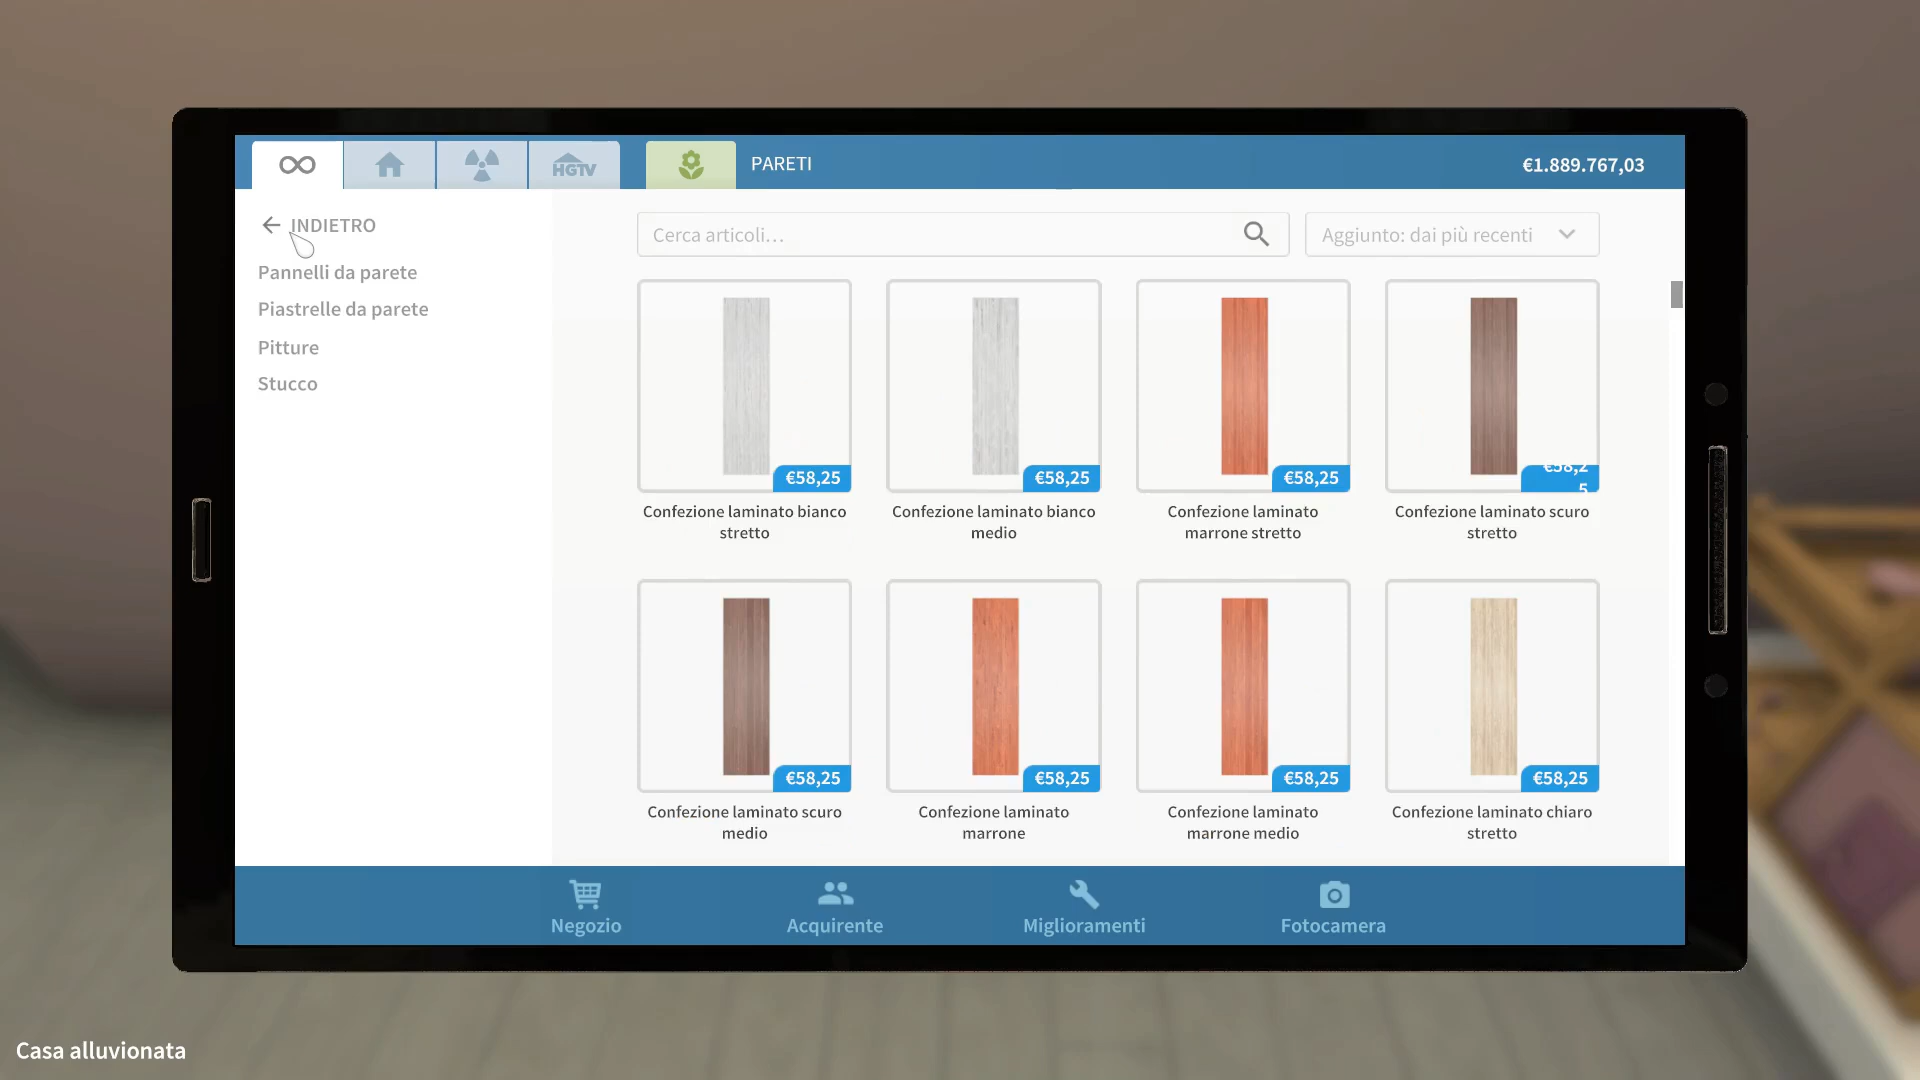 HGTV
PARETI
€1.889.767,03
INDIETRO
Pannelli da parete
Piastrelle da parete
Pitture
Stucco
Cerca articoli...
Aggiunto: dai più recenti
€58,25
€58,25
€58,25
€58,2
5
Confezione laminato bianco
stretto
Confezione laminato bianco
medio
Confezione laminato
marrone stretto
Confezione laminato scuro
stretto
€58,25
€58,25
€58,25
€58,25
Confezione laminato scuro
medio
Confezione laminato
marrone
Confezione laminato
marrone medio
Confezione laminato chiaro
stretto
Negozio
Acquirente
Miglioramenti
Fotocamera
Casa alluvionata